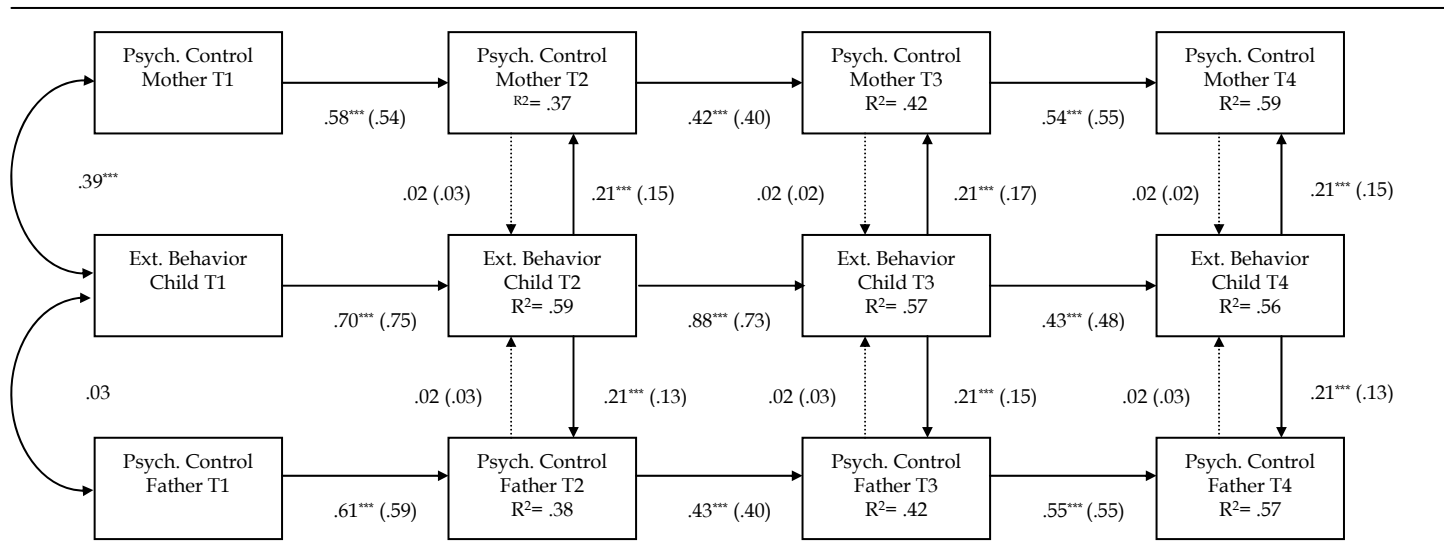 Psych. Control
Mother T1
Psych. Control
Mother T2
R2= .37
Psych. Control
Mother T3
R²= .42
Psych. Control
Mother T4
R²= .59
.58*** (.54)
.42*** (.40)
.54*** (.55)
.39***
.02 (.03)
.21*** (.15)
.02 (.02)
.21*** (.17)
.02 (.02)
.21*** (.15)
Ext. Behavior
Child T1
Ext. Behavior
Child T2
R²= .59
Ext. Behavior
Child T3
R²= .57
Ext. Behavior
Child T4
R²= .56
.70*** (.75)
.88*** (.73)
.43*** (.48)
.03
.02 (.03)
.21*** (.13)
.02 (.03)
.21*** (.15)
.02 (.03)
.21*** (.13)
Psych. Control
Father T1
Psych. Control
Father T2
R²= .38
Psych. Control
Father T3
R²= .42
Psych. Control
Father T4
R²= .57
.61*** (.59)
.43*** (.40)
.55*** (.55)